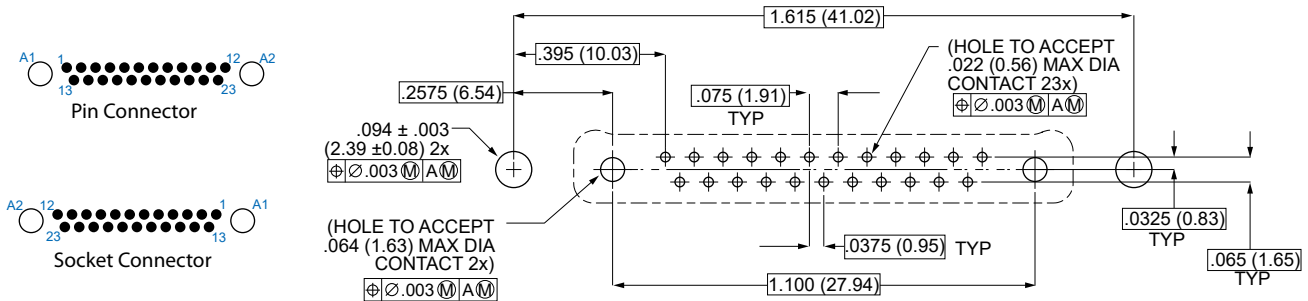 A1 1 12 A2
13 23
Pin Connector
A2 12 1 A1
23 13
Socket Connector
1.615 (41.02)
.395 (10.03)
(HOLE TO ACCEPT
.022 (0.56) MAX DIA
CONTACT 23x)
⌖ ⌀.003 Ⓜ A Ⓜ
.2575 (6.54)
.075 (1.91)
TYP
.094 ± .003
(2.39 ±0.08) 2x
⌖ ⌀.003 Ⓜ A Ⓜ
(HOLE TO ACCEPT
.064 (1.63) MAX DIA
CONTACT 2x)
⌖ ⌀.003 Ⓜ A Ⓜ
.0375 (0.95) TYP
1.100 (27.94)
.0325 (0.83)
TYP
.065 (1.65)
TYP